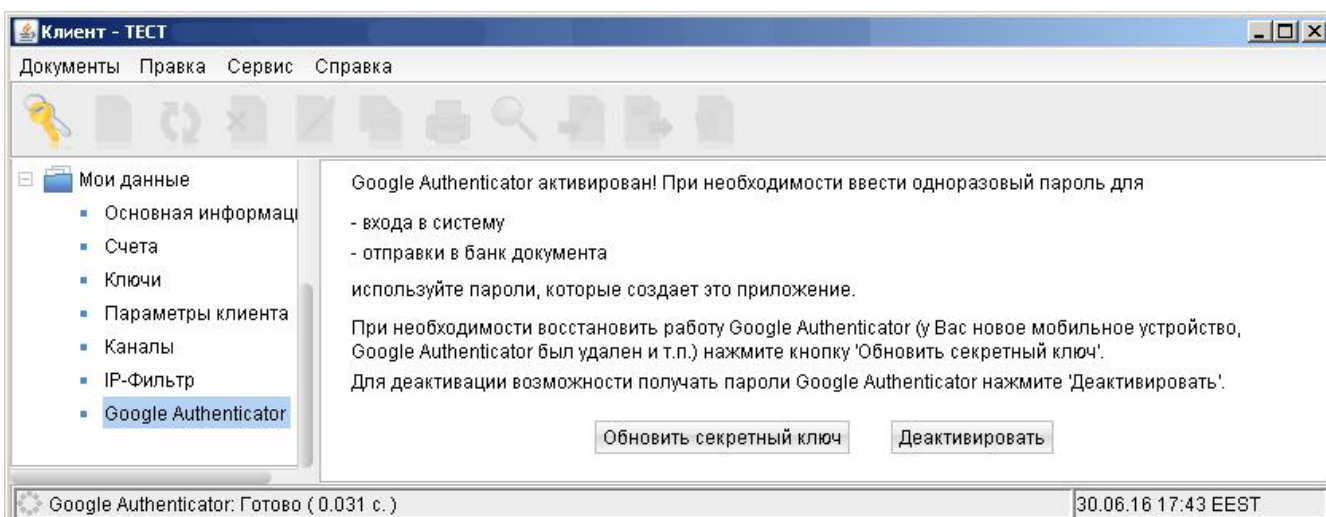 Клиент - ТЕСТ
Документы Правка Сервис Справка
Мои данные
Основная информаци
Счета
Ключи
Параметры клиента
Каналы
IP-Фильтр
Google Authenticator
Google Authenticator активирован! При необходимости ввести одноразовый пароль для
- входа в систему
- отправки в банк документа
используйте пароли, которые создает это приложение.
При необходимости восстановить работу Google Authenticator (у Вас новое мобильное устройство,
Google Authenticator был удален и т.п.) нажмите кнопку 'Обновить секретный ключ'.
Для деактивации возможности получать пароли Google Authenticator нажмите 'Деактивировать'.
Обновить секретный ключ Деактивировать
Google Authenticator: Готово ( 0.031 с. ) 30.06.16 17:43 EEST